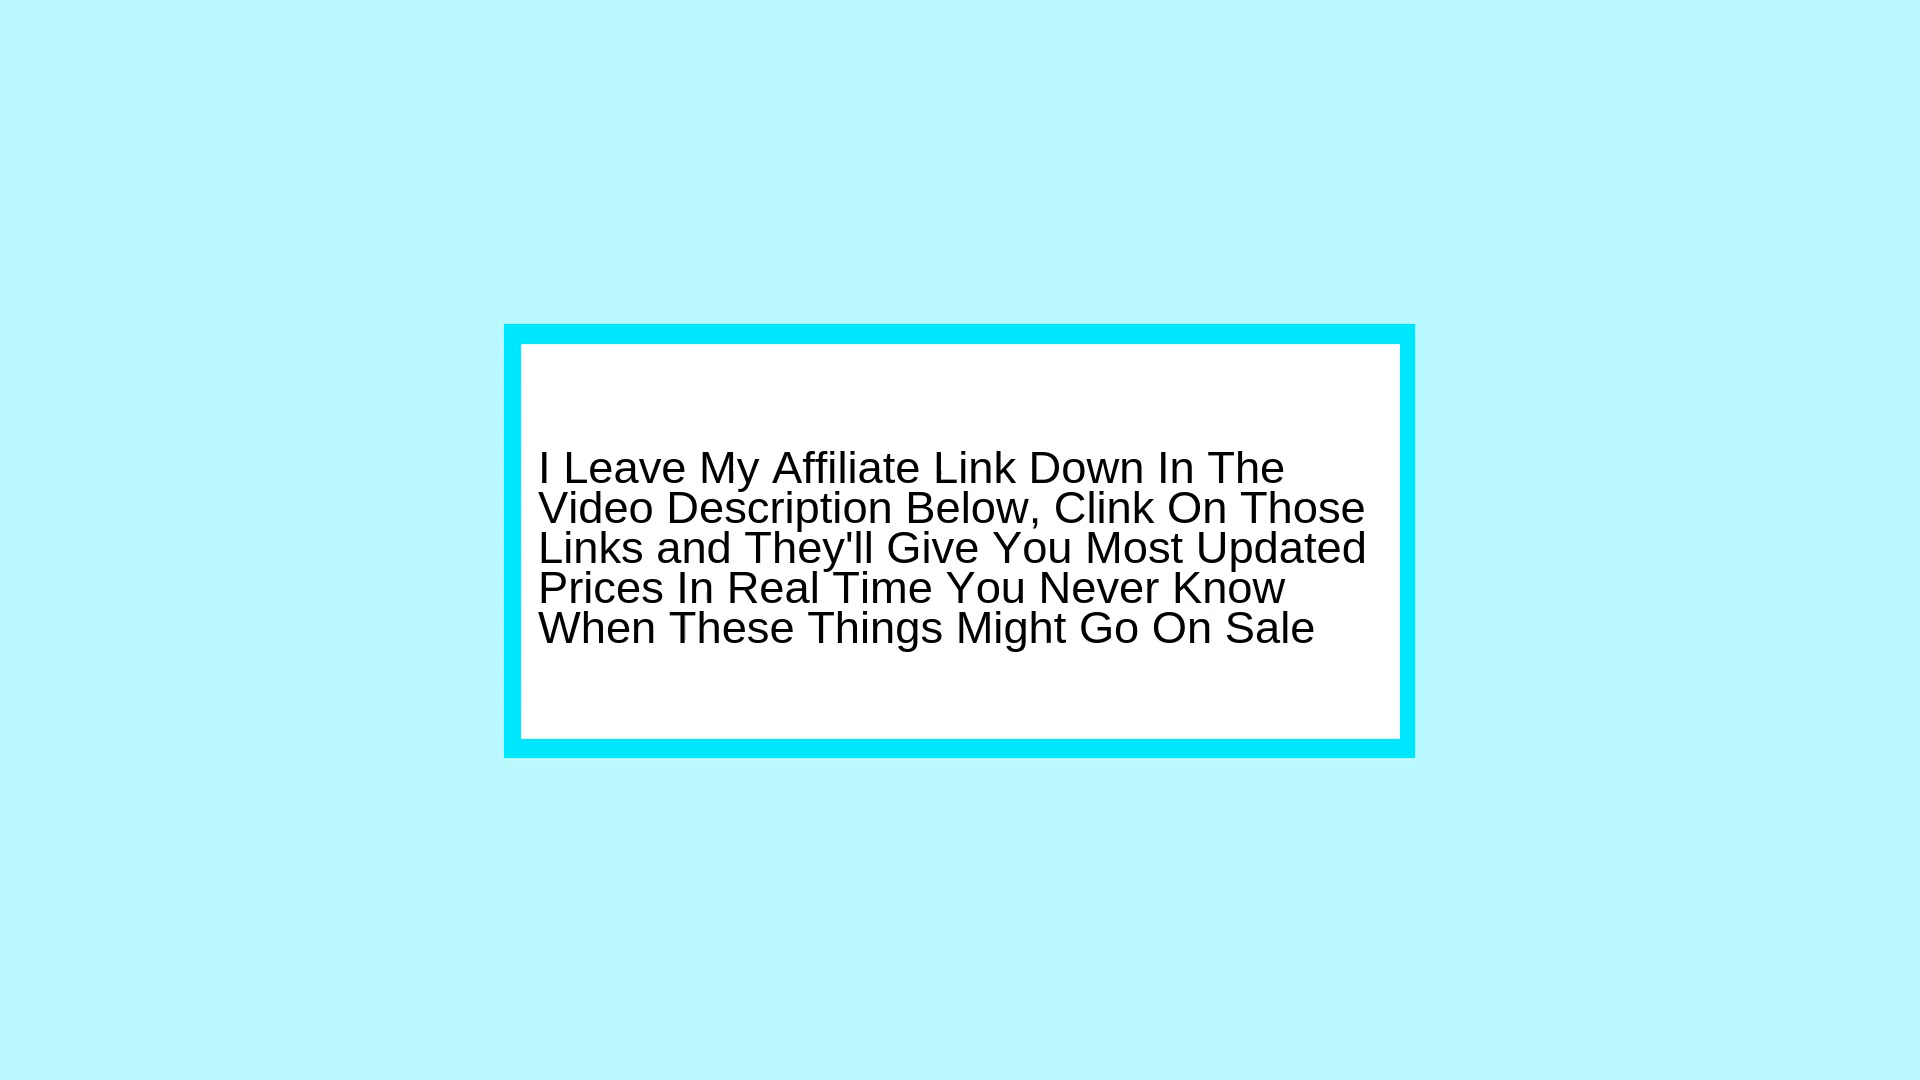 I Leave My Affiliate Link Down In The
Video Description Below, Clink On Those
Links and They'll Give You Most Updated
Prices In Real Time You Never Know
When These Things Might Go On Sale